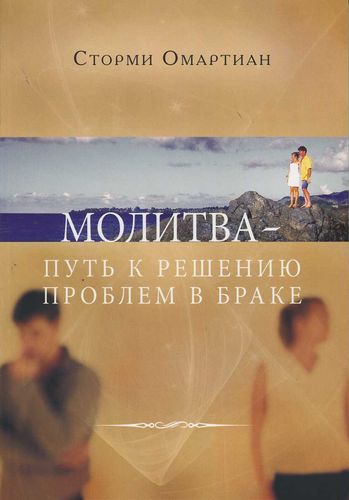 Сторми Омартиан
МОЛИТВА –
ПУТЬ К РЕШЕНИЮ
ПРОБЛЕМ В БРАКЕ